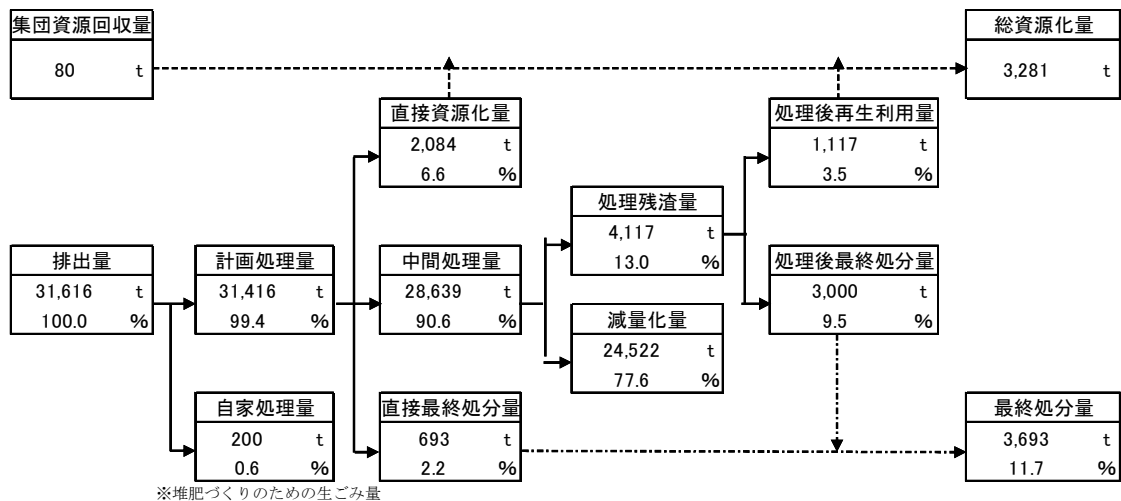 集団資源回収量
80 t
総資源化量
3,281 t
直接資源化量
2,084 t
6.6 %
処理後再生利用量
1,117 t
3.5 %
処理残渣量
4,117 t
13.0 %
排出量
31,616 t
100.0 %
計画処理量
31,416 t
99.4 %
中間処理量
28,639 t
90.6 %
処理後最終処分量
3,000 t
9.5 %
減量化量
24,522 t
77.6 %
自家処理量
200 t
0.6 %
直接最終処分量
693 t
2.2 %
最終処分量
3,693 t
11.7 %
※堆肥づくりのための生ごみ量